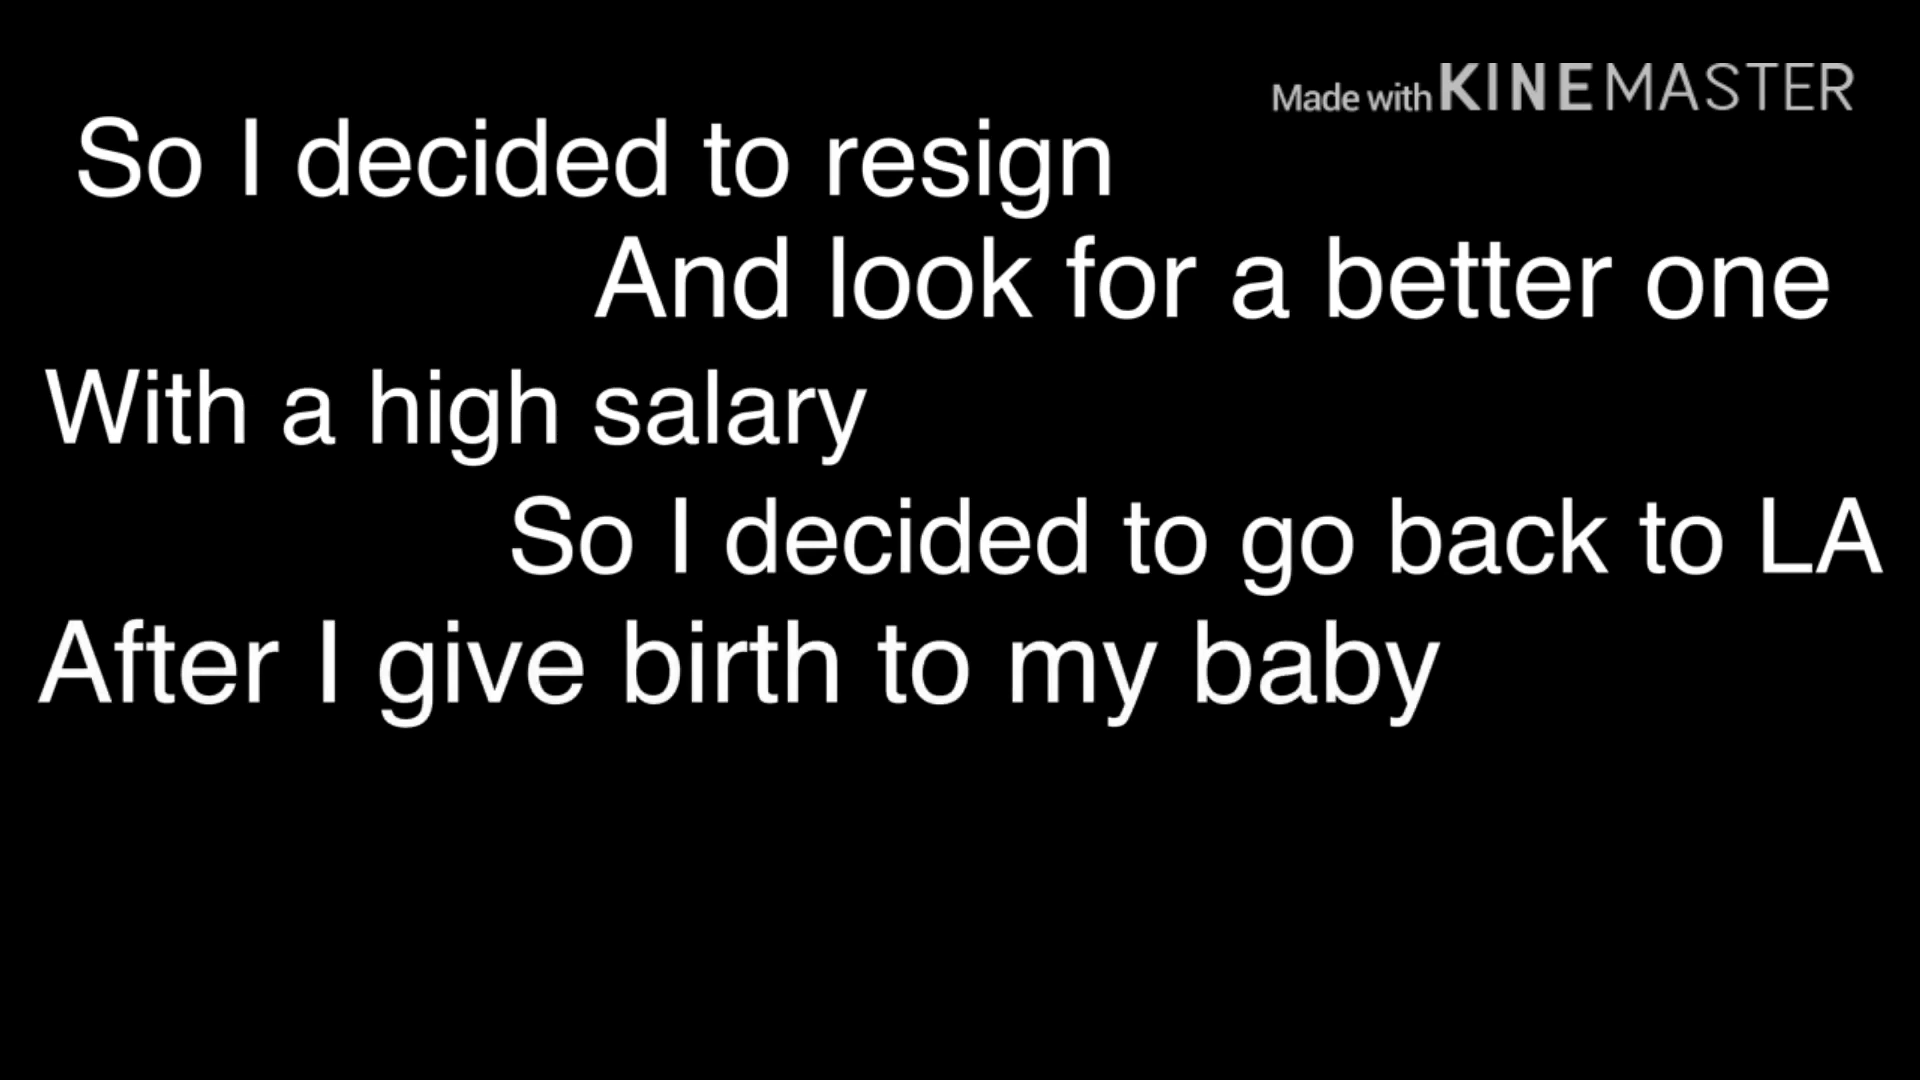 Made with KINEMASTER
So I decided to resign
And look for a better one
With a high salary
So I decided to go back to LA
After I give birth to my baby